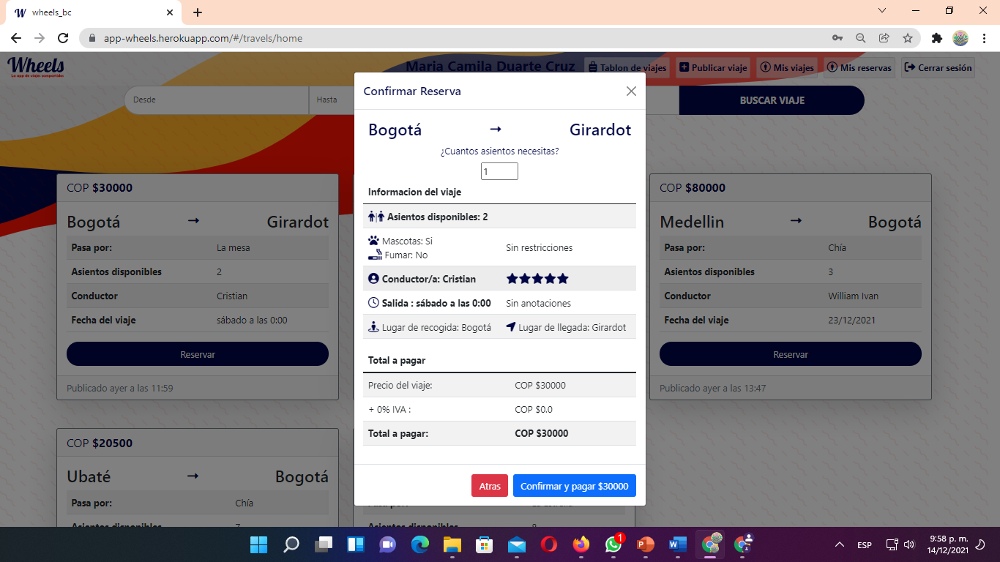 wheels_bc
app-wheels.herokuapp.com/#/travels/home
Wheels
La app de viajes compartidos
Maria Camila Duarte Cruz
Tablon de viajes
Publicar viaje
Mis viajes
Mis reservas
Cerrar sesión
Desde
Hasta
BUSCAR VIAJE
Confirmar Reserva
Bogotá → Girardot
¿Cuantos asientos necesitas?
1
Informacion del viaje
Asientos disponibles: 2
Mascotas: Si
Fumar: No
Sin restricciones
Conductor/a: Cristian
Salida : sábado a las 0:00 Sin anotaciones
Lugar de recogida: Bogotá Lugar de llegada: Girardot
Total a pagar
Precio del viaje: COP $30000
+ 0% IVA : COP $0.0
Total a pagar: COP $30000
Atras
Confirmar y pagar $30000
COP $30000
Bogotá → Girardot
Pasa por: La mesa
Asientos disponibles 2
Conductor Cristian
Fecha del viaje sábado a las 0:00
Reservar
Publicado ayer a las 11:59
COP $80000
Medellin → Bogotá
Pasa por: Chía
Asientos disponibles 3
Conductor William Ivan
Fecha del viaje 23/12/2021
Reservar
Publicado ayer a las 13:47
COP $20500
Ubaté → Bogotá
Pasa por: Chía
Asientos disponibles 7
Asientos disponibles
1
ESP
9:58 p. m.
14/12/2021